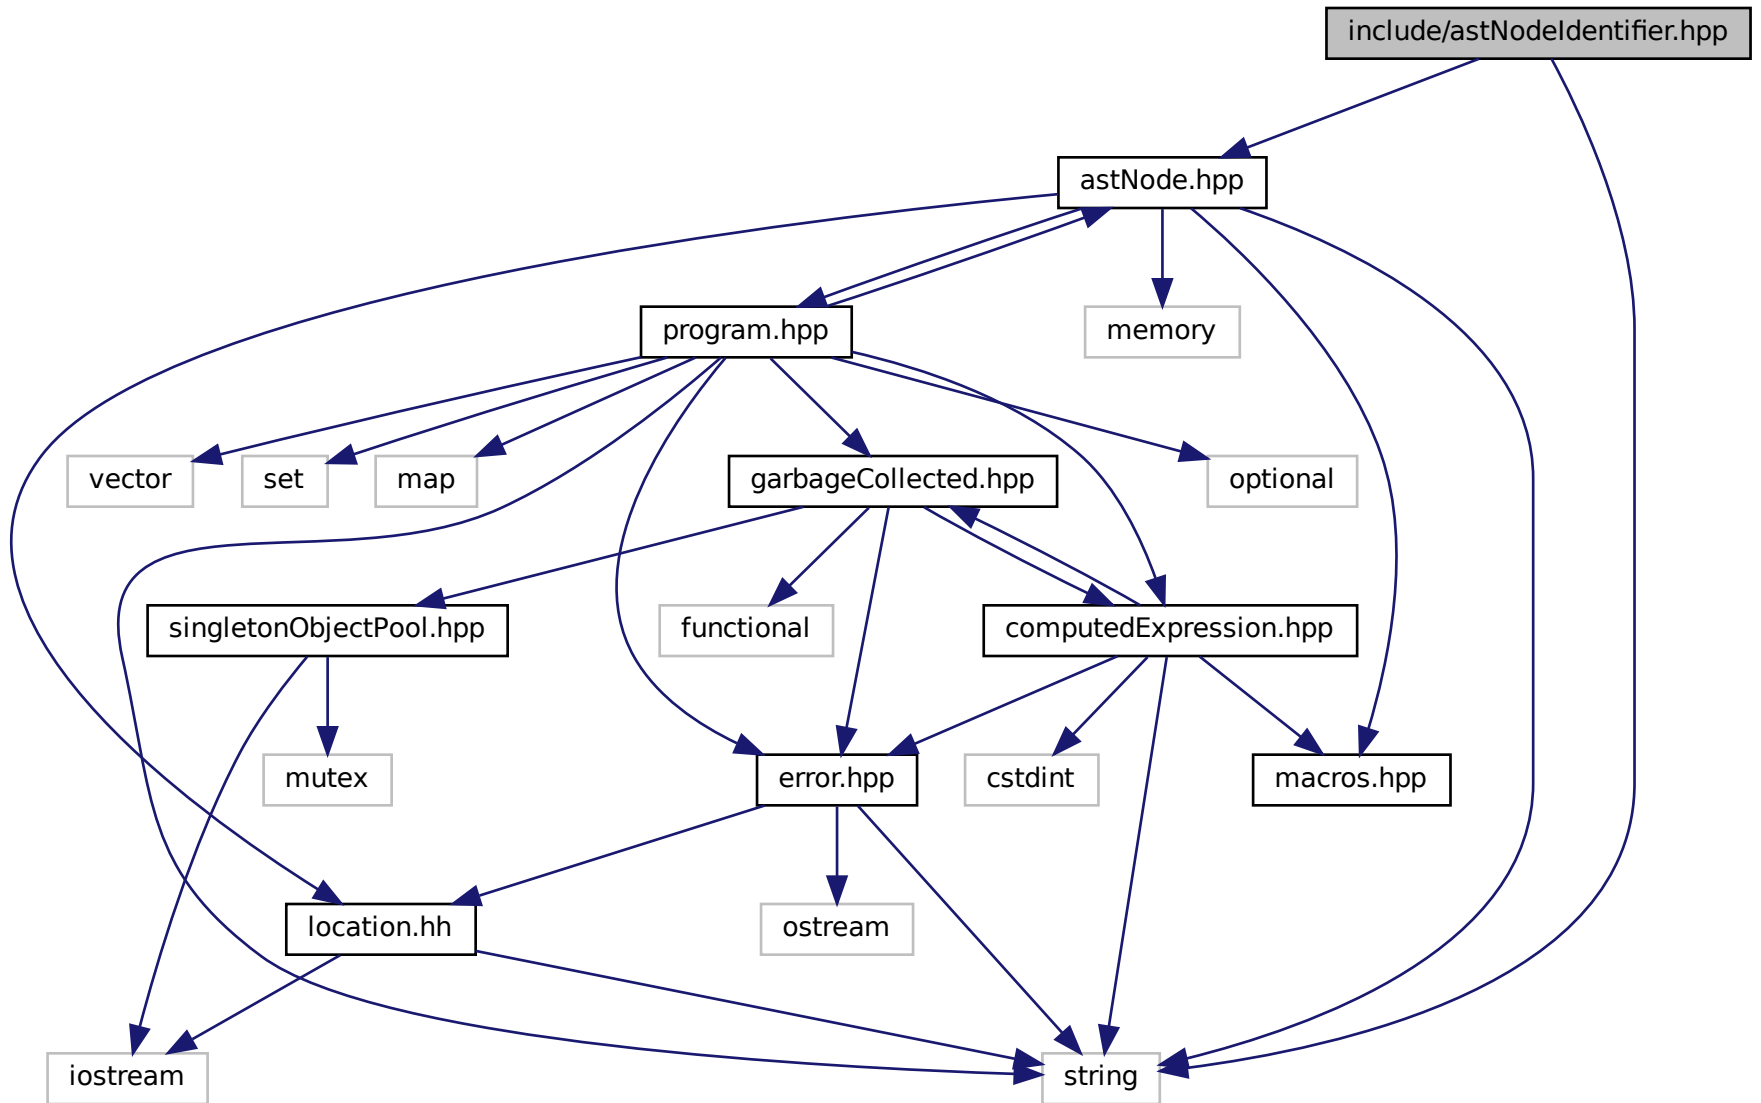 include/astNodeIdentifier.hpp
astNode.hpp
program.hpp
memory
vector
set
map
garbageCollected.hpp
optional
singletonObjectPool.hpp
functional
computedExpression.hpp
mutex
error.hpp
cstdint
macros.hpp
location.hh
ostream
iostream
string